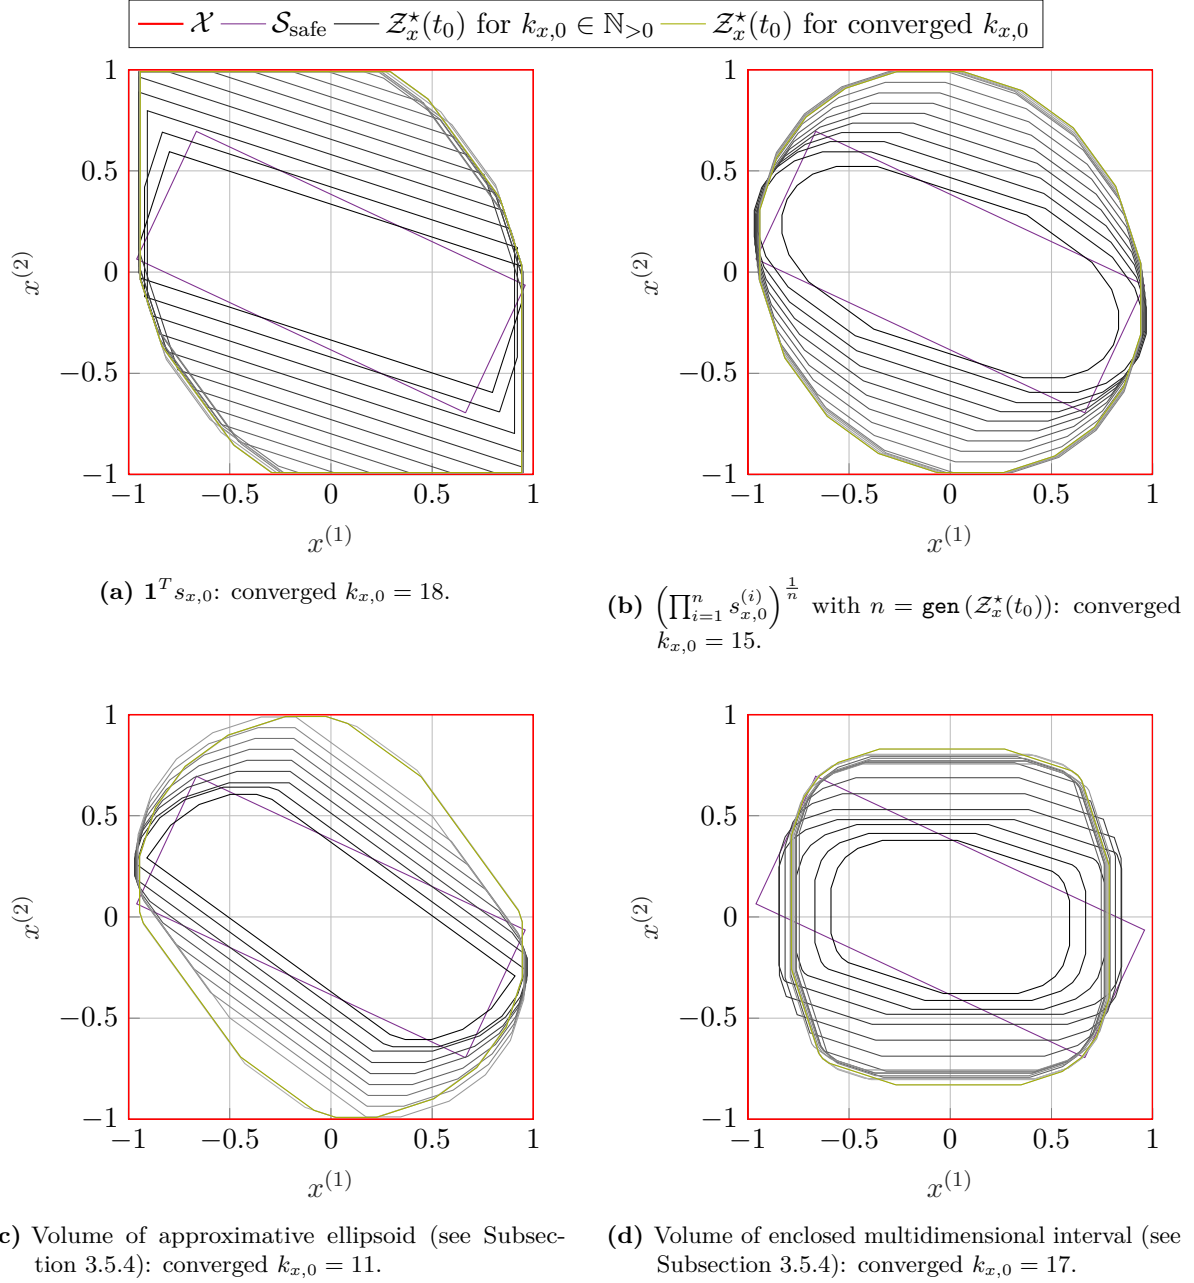 𝒳 𝒮safe 𝒵ₓ⋆(t₀) for kₓ,₀ ∈ ℕ>0 𝒵ₓ⋆(t₀) for converged kₓ,₀
1
0.5
0
−0.5
−1
−1 −0.5 0 0.5 1
x⁽²⁾
x⁽¹⁾
(a) 𝟏ᵀsₓ,₀: converged kₓ,₀ = 18.
1
0.5
0
−0.5
−1
−1 −0.5 0 0.5 1
x⁽²⁾
x⁽¹⁾
(b) (∏ⁿᵢ₌₁ s⁽ⁱ⁾ₓ,₀)^(1/n) with n = gen (𝒵ₓ⋆(t₀)): converged
kₓ,₀ = 15.
1
0.5
0
−0.5
−1
−1 −0.5 0 0.5 1
x⁽²⁾
x⁽¹⁾
c) Volume of approximative ellipsoid (see Subsec-
tion 3.5.4): converged kₓ,₀ = 11.
1
0.5
0
−0.5
−1
−1 −0.5 0 0.5 1
x⁽²⁾
x⁽¹⁾
(d) Volume of enclosed multidimensional interval (see
Subsection 3.5.4): converged kₓ,₀ = 17.